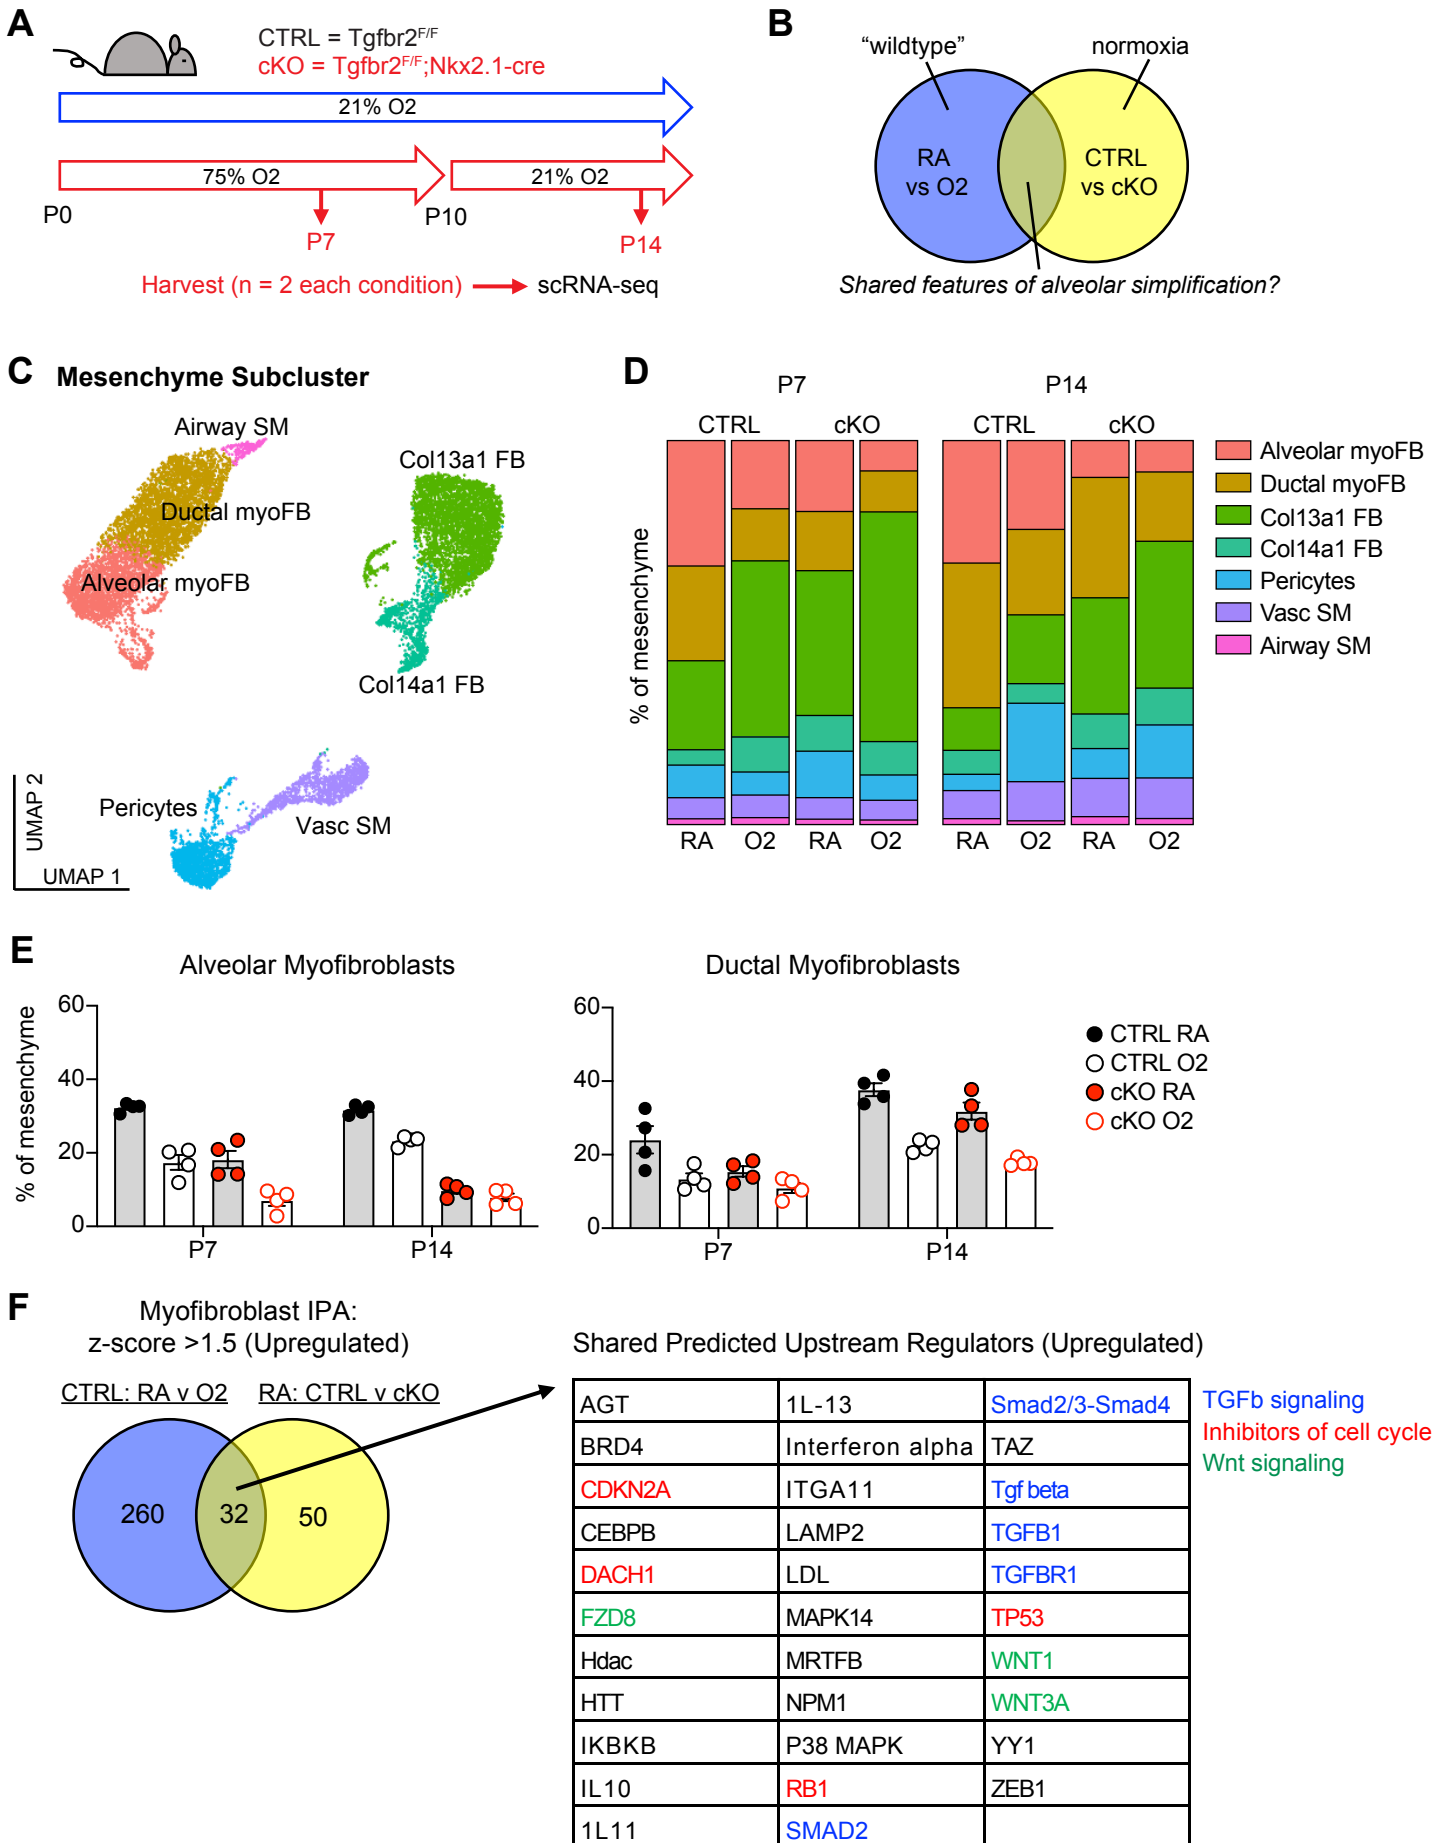 A
CTRL = Tgfbr2F/F
cKO = Tgfbr2F/F;Nkx2.1-cre
21% O2
75% O2
21% O2
P0
P10
P7
P14
Harvest (n = 2 each condition)
scRNA-seq
B
“wildtype”
normoxia
RA
vs O2
CTRL
vs cKO
Shared features of alveolar simplification?
C
Mesenchyme Subcluster
Airway SM
Col13a1 FB
Ductal myoFB
Alveolar myoFB
Col14a1 FB
Pericytes
Vasc SM
UMAP 2
UMAP 1
D
P7
P14
CTRL
cKO
CTRL
cKO
% of mesenchyme
RA
O2
RA
O2
RA
O2
RA
O2
Alveolar myoFB
Ductal myoFB
Col13a1 FB
Col14a1 FB
Pericytes
Vasc SM
Airway SM
E
Alveolar Myofibroblasts
% of mesenchyme
60
40
20
0
P7
P14
Ductal Myofibroblasts
60
40
20
0
P7
P14
CTRL RA
CTRL O2
cKO RA
cKO O2
F
Myofibroblast IPA:
z-score >1.5 (Upregulated)
CTRL: RA v O2
RA: CTRL v cKO
260
32
50
Shared Predicted Upstream Regulators (Upregulated)
AGT
1L-13
Smad2/3-Smad4
BRD4
Interferon alpha
TAZ
CDKN2A
ITGA11
Tgf beta
CEBPB
LAMP2
TGFB1
DACH1
LDL
TGFBR1
FZD8
MAPK14
TP53
Hdac
MRTFB
WNT1
HTT
NPM1
WNT3A
IKBKB
P38 MAPK
YY1
IL10
RB1
ZEB1
1L11
SMAD2
TGFb signaling
Inhibitors of cell cycle
Wnt signaling